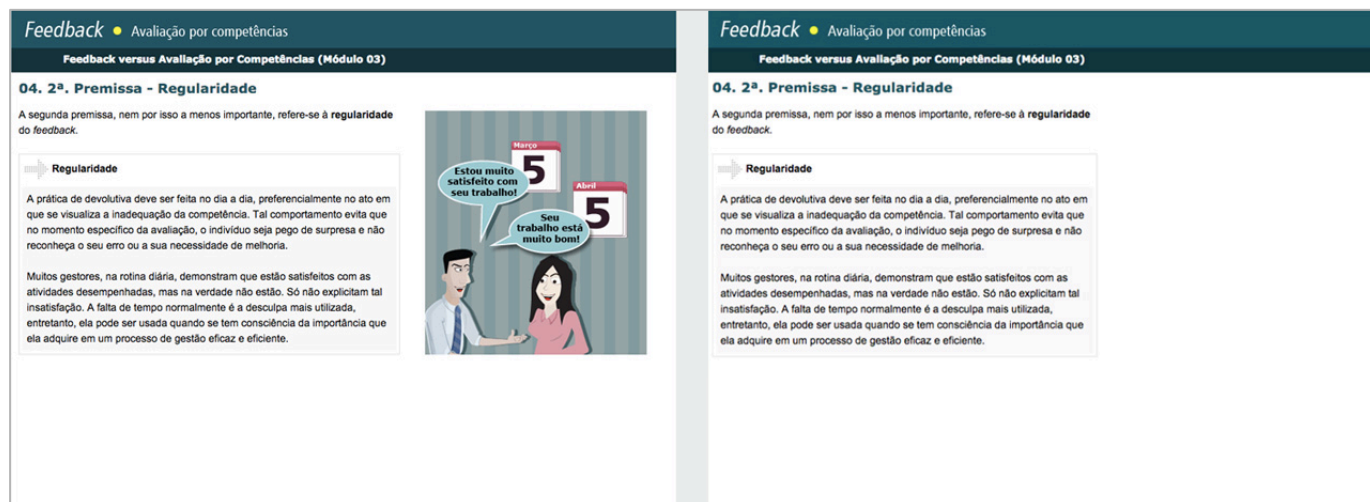 Feedback • Avaliação por competências
Feedback versus Avaliação por Competências (Módulo 03)
04. 2ª. Premissa - Regularidade
A segunda premissa, nem por isso a menos importante, refere-se à regularidade
do feedback.
Regularidade
A prática de devolutiva deve ser feita no dia a dia, preferencialmente no ato em
que se visualiza a inadequação da competência. Tal comportamento evita que
no momento específico da avaliação, o indivíduo seja pego de surpresa e não
reconheça o seu erro ou a sua necessidade de melhoria.
Muitos gestores, na rotina diária, demonstram que estão satisfeitos com as
atividades desempenhadas, mas na verdade não estão. Só não explicitam tal
insatisfação. A falta de tempo normalmente é a desculpa mais utilizada,
entretanto, ela pode ser usada quando se tem consciência da importância que
ela adquire em um processo de gestão eficaz e eficiente.
Março
5
Estou muito
satisfeito com
seu trabalho!
Abril
5
Seu
trabalho está
muito bom!
Feedback • Avaliação por competências
Feedback versus Avaliação por Competências (Módulo 03)
04. 2ª. Premissa - Regularidade
A segunda premissa, nem por isso a menos importante, refere-se à regularidade
do feedback.
Regularidade
A prática de devolutiva deve ser feita no dia a dia, preferencialmente no ato em
que se visualiza a inadequação da competência. Tal comportamento evita que
no momento específico da avaliação, o indivíduo seja pego de surpresa e não
reconheça o seu erro ou a sua necessidade de melhoria.
Muitos gestores, na rotina diária, demonstram que estão satisfeitos com as
atividades desempenhadas, mas na verdade não estão. Só não explicitam tal
insatisfação. A falta de tempo normalmente é a desculpa mais utilizada,
entretanto, ela pode ser usada quando se tem consciência da importância que
ela adquire em um processo de gestão eficaz e eficiente.